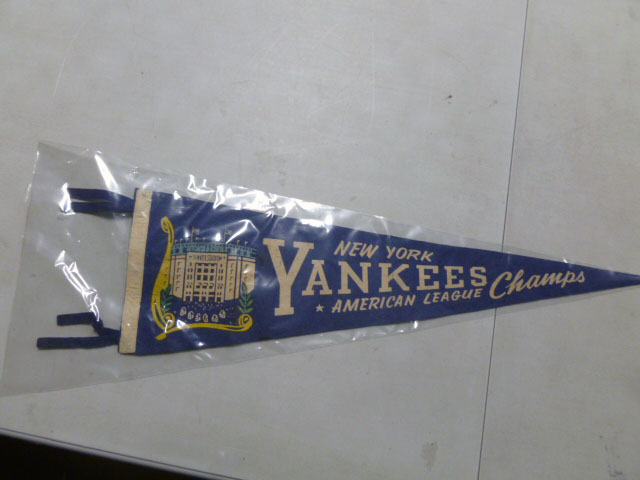 NEW YORK
YANKEES
★ AMERICAN LEAGUE Champs